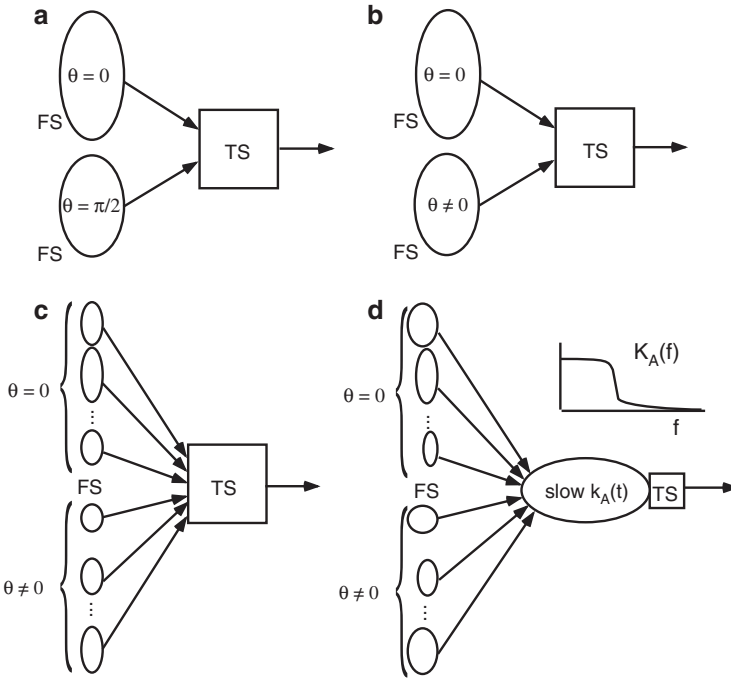 a
θ = 0
FS
TS
θ = π/2
FS
b
θ = 0
FS
TS
θ ≠ 0
FS
c
θ = 0
FS
TS
θ ≠ 0
d
K_A(f)
f
θ = 0
FS
slow k_A(t)
TS
θ ≠ 0